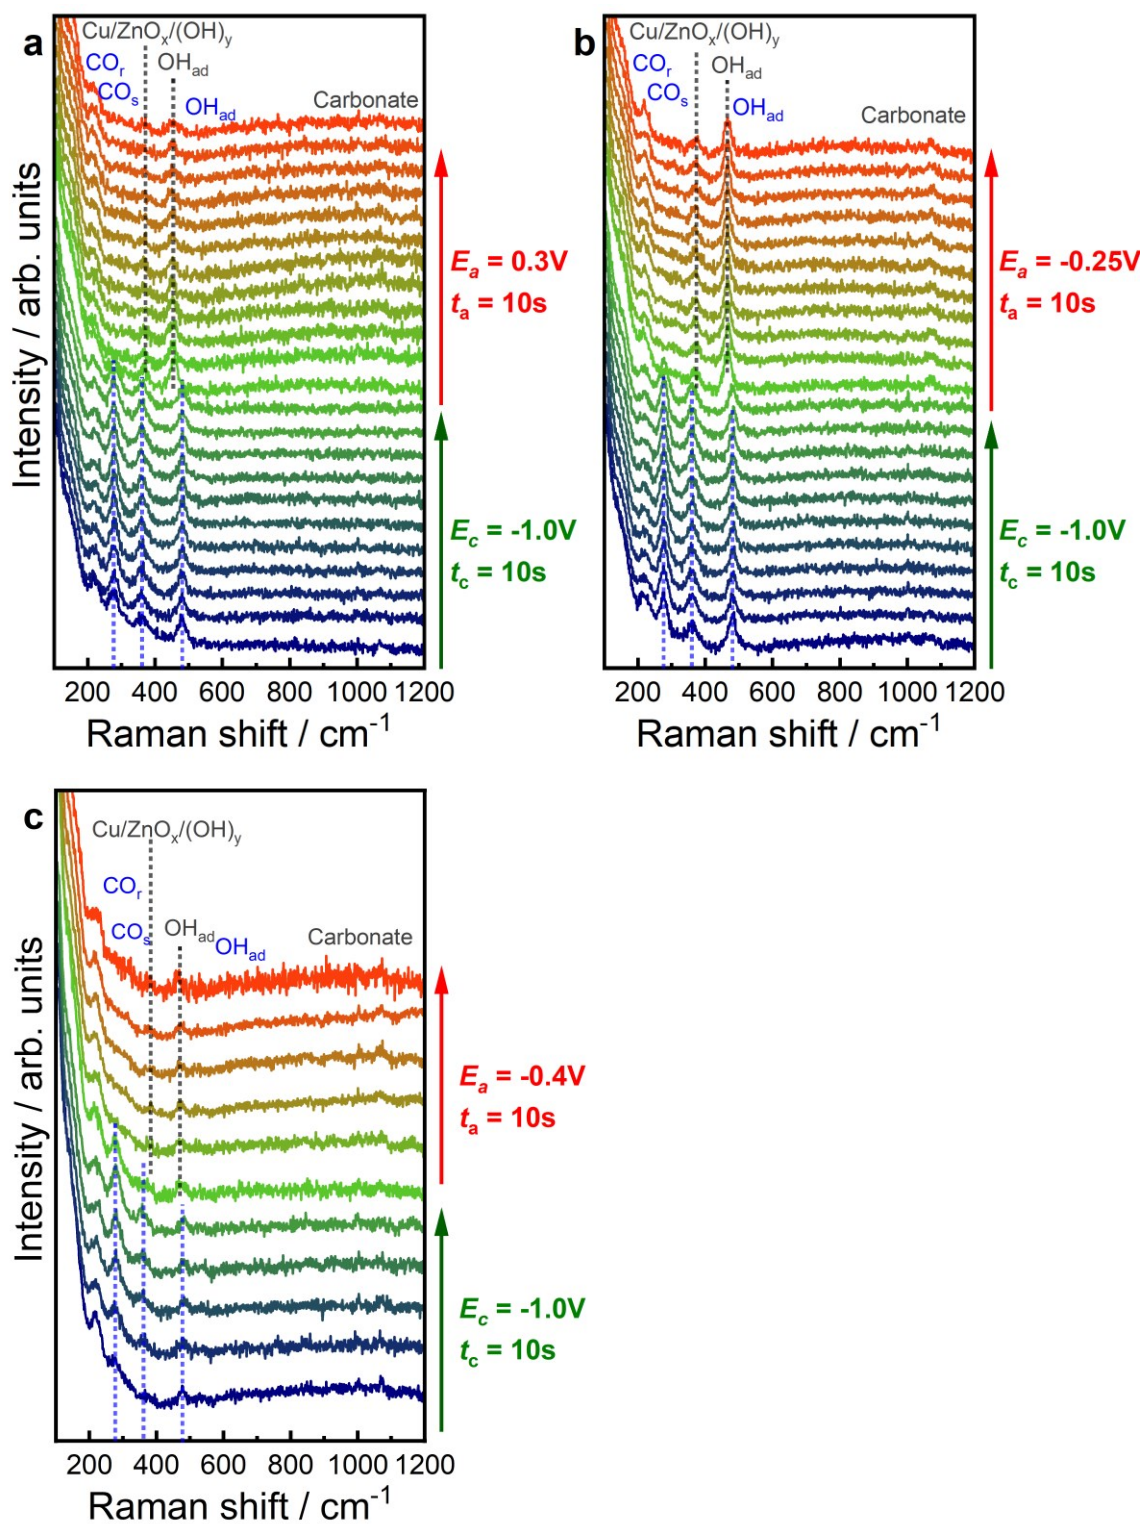 a
Cu/ZnOx/(OH)y
COr
OHad
COs
OHad
Carbonate
Intensity / arb. units
Ea = 0.3V
ta = 10s
Ec = -1.0V
tc = 10s
200 400 600 800 1000 1200
Raman shift / cm-1
b
Cu/ZnOx/(OH)y
COr
OHad
COs
OHad
Carbonate
Ea = -0.25V
ta = 10s
Ec = -1.0V
tc = 10s
200 400 600 800 1000 1200
Raman shift / cm-1
c
Cu/ZnOx/(OH)y
COr
COs
OHad
OHad
Carbonate
Intensity / arb. units
Ea = -0.4V
ta = 10s
Ec = -1.0V
tc = 10s
200 400 600 800 1000 1200
Raman shift / cm-1